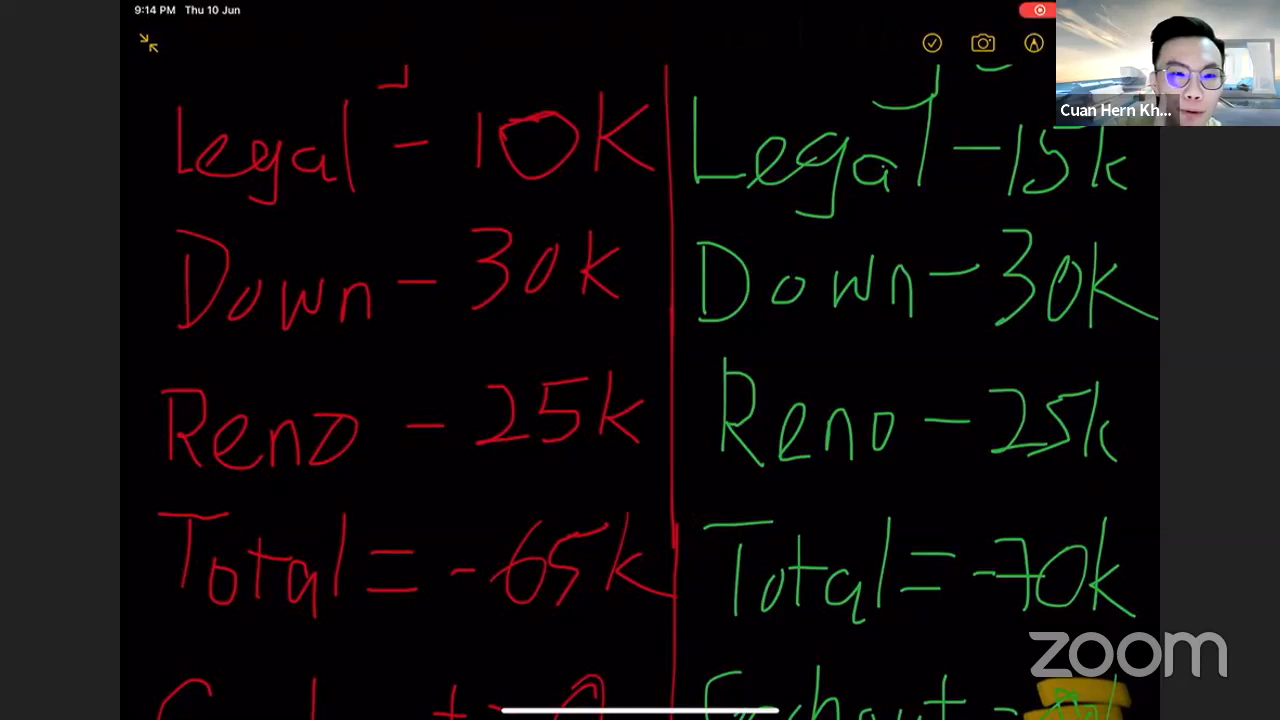 9:14 PM Thu 10 Jun
Cuan Hern Kh...
Legal - 10K
Down - 30K
Reno - 25K
Total = -65K
Legal - 15k
Down - 30K
Reno - 25k
Total = -70k
zoom